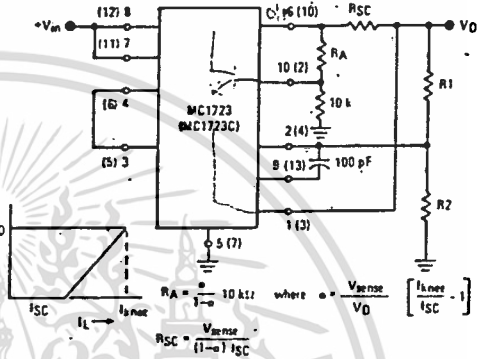 +Vin
(12) 8
(11) 7
(6) 4
(5) 3
MC1723
(MC1723C)
6 (10)
RSC
VO
RA
10 (2)
10 k
2 (4)
9 (13)
100 pF
1 (3)
5 (7)
R1
R2
ISC
IL →
Iknee
RA = α/(1-α) 10 kΩ where α = Vsense/VO [Iknee/ISC - 1]
RSC = Vsense/((1-α) ISC)